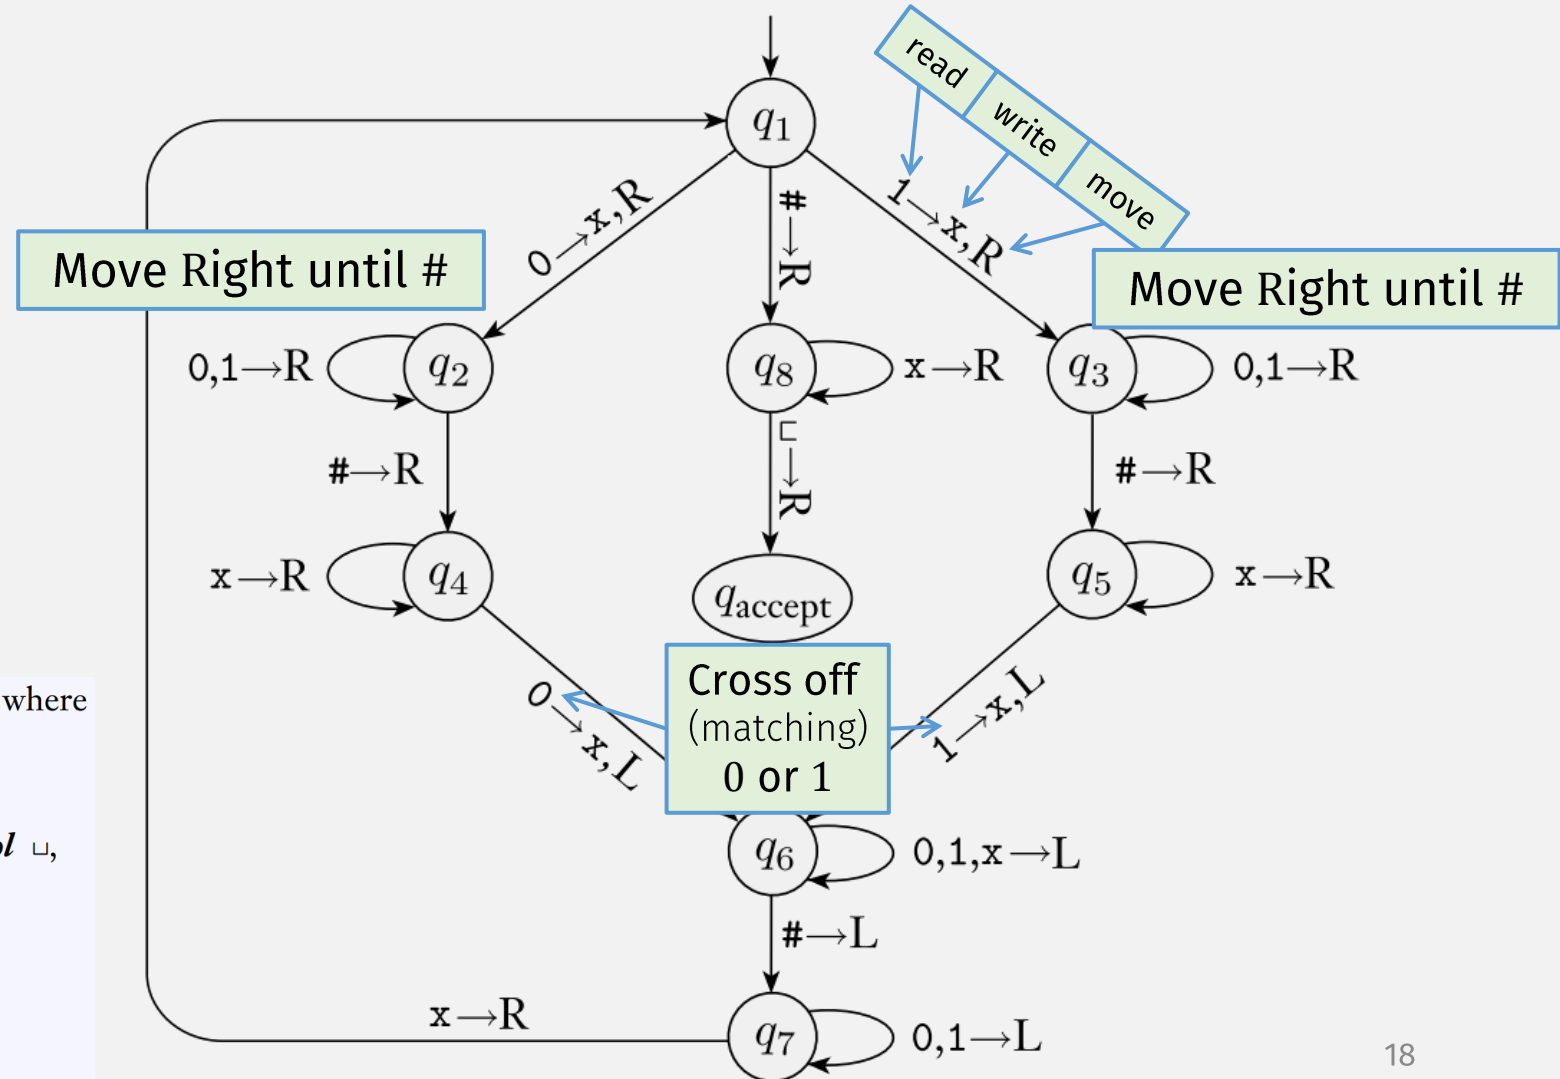 q1
read
write
move
0→x,R
#→R
1→x,R
Move Right until #
Move Right until #
0,1→R
q2
q8
x→R
q3
0,1→R
#→R
⊔→R
#→R
x→R
q4
qaccept
q5
x→R
where
Cross off
(matching)
0 or 1
0→x,L
1→x,L
ol ⊔,
q6
0,1,x→L
#→L
x→R
q7
0,1→L
18